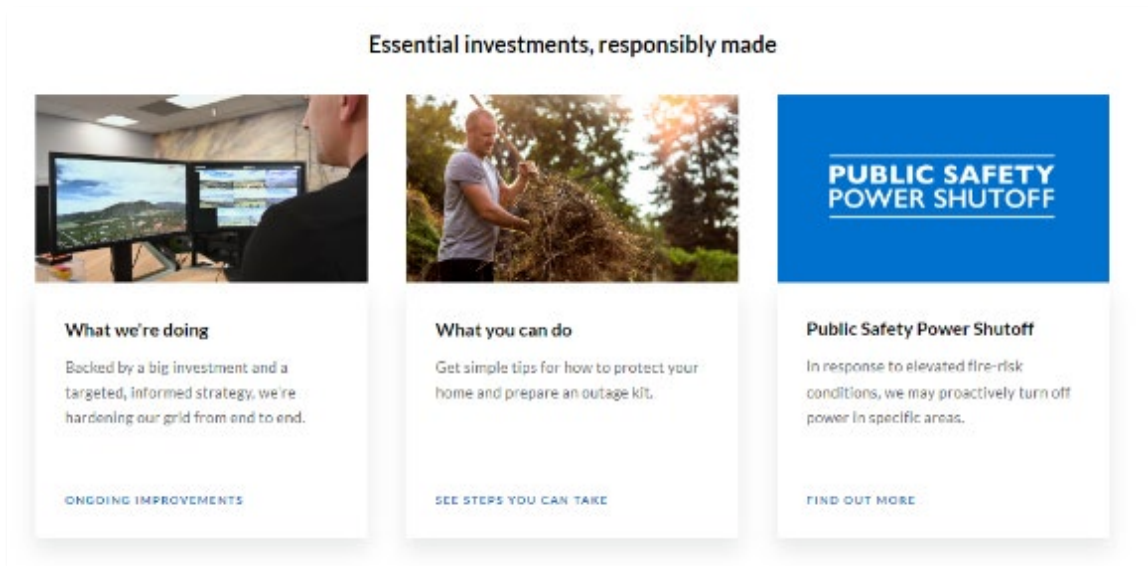 Essential investments, responsibly made
PUBLIC SAFETY
POWER SHUTOFF
What we're doing
Backed by a big investment and a
targeted, informed strategy, we're
hardening our grid from end to end.
ONGOING IMPROVEMENTS
What you can do
Get simple tips for how to protect your
home and prepare an outage kit.
SEE STEPS YOU CAN TAKE
Public Safety Power Shutoff
In response to elevated fire-risk
conditions, we may proactively turn off
power in specific areas.
FIND OUT MORE